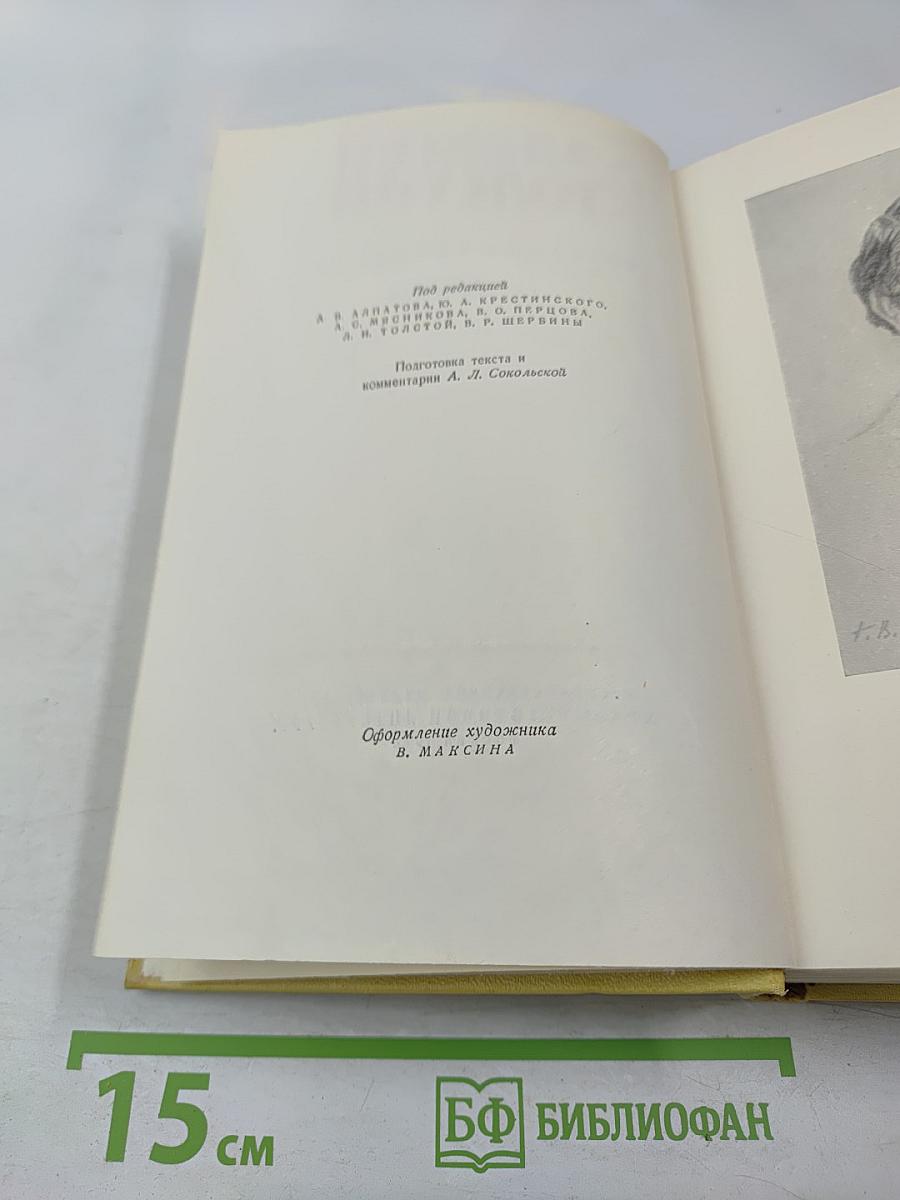 Под редакцией
А. В. АЛПАТОВА, Ю. А. КРЕСТИНСКОГО,
А. С. МЯСНИКОВА, В. О. ПЕРЦОВА,
Л. И. ТОЛСТОЙ, В. Р. ЩЕРБИНЫ
Подготовка текста и
комментарии А. Л. Сокольской
Оформление художника
В. МАКСИНА
Г. В.
15 см
БФ БИБЛИОФАН